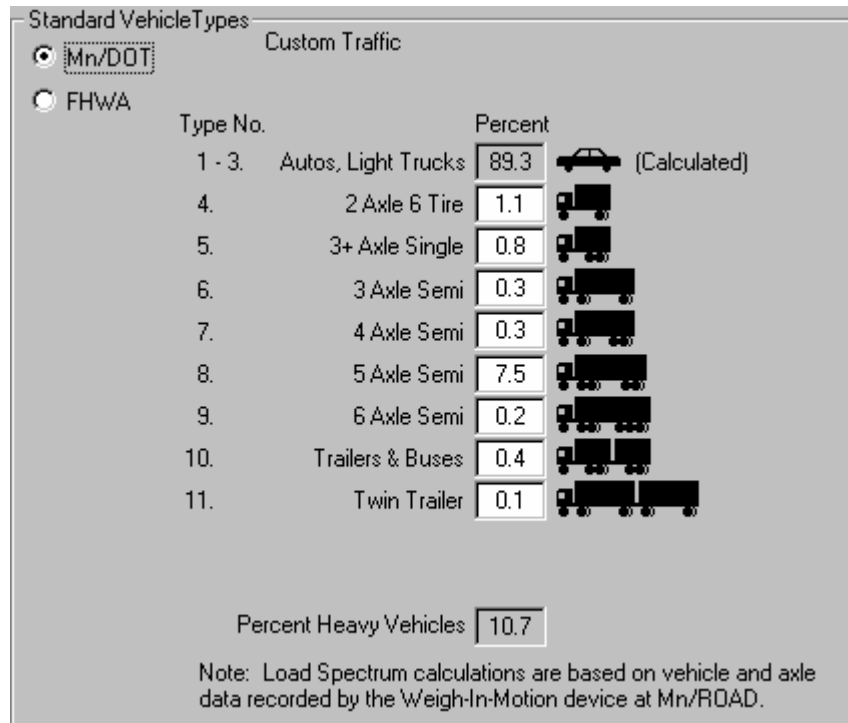 Standard VehicleTypes
Mn/DOT
Custom Traffic
FHWA
Type No. Percent
1 - 3. Autos, Light Trucks 89.3 (Calculated)
4. 2 Axle 6 Tire 1.1
5. 3+ Axle Single 0.8
6. 3 Axle Semi 0.3
7. 4 Axle Semi 0.3
8. 5 Axle Semi 7.5
9. 6 Axle Semi 0.2
10. Trailers & Buses 0.4
11. Twin Trailer 0.1
Percent Heavy Vehicles 10.7
Note: Load Spectrum calculations are based on vehicle and axle
data recorded by the Weigh-In-Motion device at Mn/ROAD.